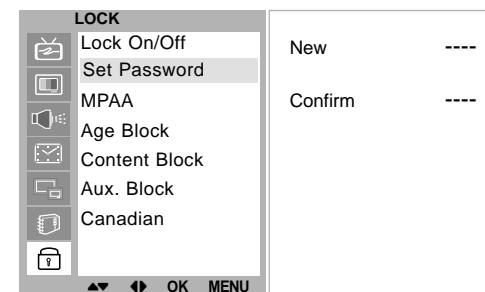 LOCK
Lock On/Off
Set Password
MPAA
Age Block
Content Block
Aux. Block
Canadian
▲▼ ◀▶ OK MENU
New ----
Confirm ----